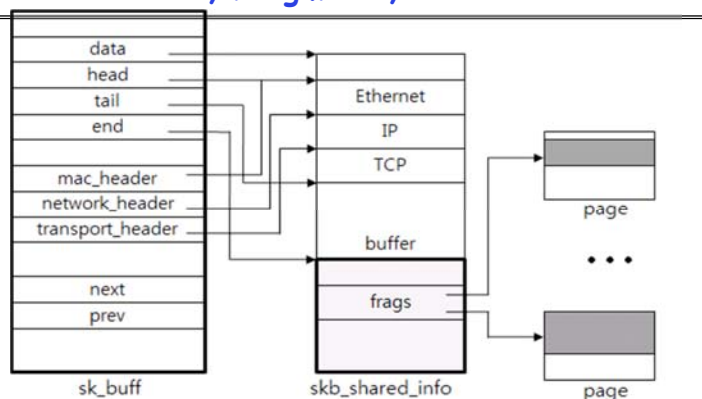 data
head
tail
end
mac_header
network_header
transport_header
next
prev
sk_buff
Ethernet
IP
TCP
buffer
frags
skb_shared_info
page
• • •
page